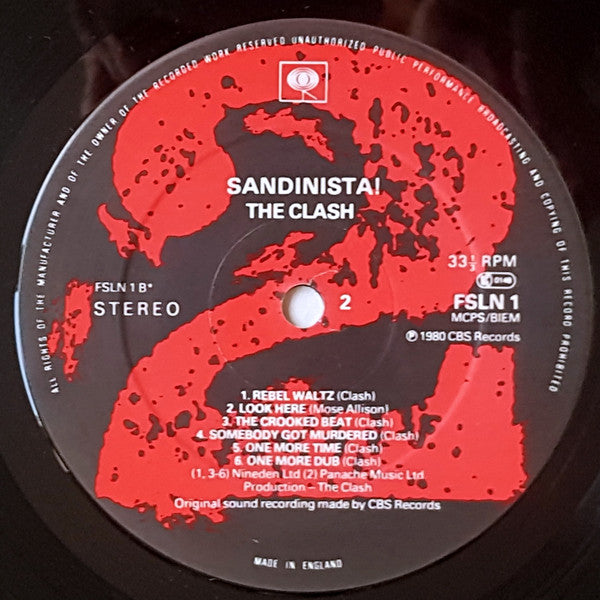 ALL RIGHTS OF THE MANUFACTURER AND OF THE OWNER OF THE RECORDED WORK RESERVED UNAUTHORIZED PUBLIC PERFORMANCE BROADCASTING AND COPYING OF THIS RECORD PROHIBITED
SANDINISTA!
THE CLASH
FSLN 1 B*
STEREO
2
33⅓ RPM
K 0148
FSLN 1
MCPS/BIEM
℗ 1980 CBS Records
1. REBEL WALTZ (Clash)
2. LOOK HERE (Mose Allison)
3. THE CROOKED BEAT (Clash)
4. SOMEBODY GOT MURDERED (Clash)
5. ONE MORE TIME (Clash)
6. ONE MORE DUB (Clash)
(1, 3-6) Nineden Ltd (2) Panache Music Ltd
Production – The Clash
Original sound recording made by CBS Records
MADE IN ENGLAND